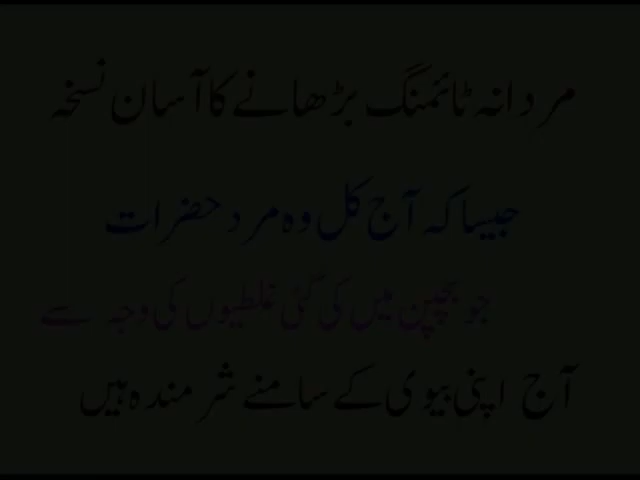 مردانہ ٹائمنگ بڑھانے کا آسان نسخہ
جیسا کہ آج کل وہ مرد حضرات
جو بچپن میں کی گئی غلطیوں کی وجہ سے
آج اپنی بیوی کے سامنے شرمندہ ہیں